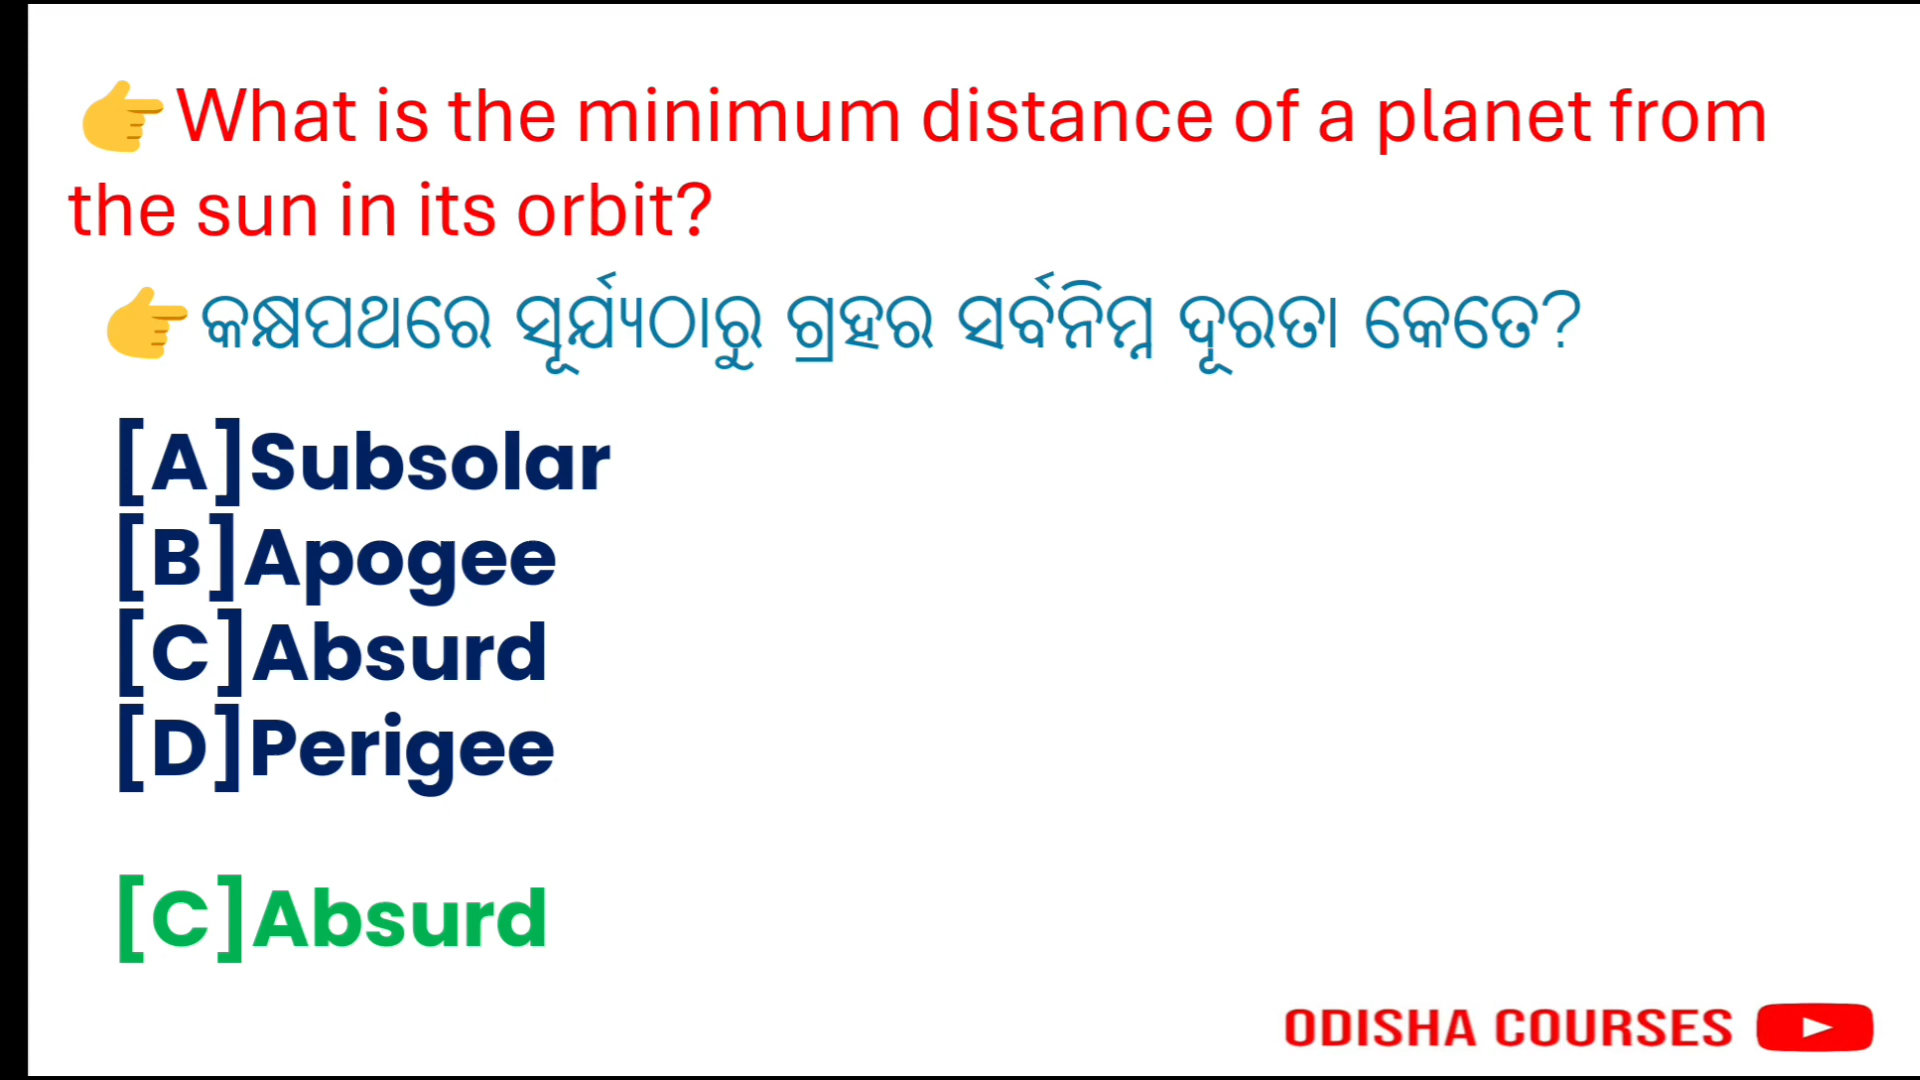 👉What is the minimum distance of a planet from
the sun in its orbit?
👉କକ୍ଷପଥରେ ସୂର୍ଯ୍ୟଠାରୁ ଗ୍ରହର ସର୍ବନିମ୍ନ ଦୂରତା କେତେ?
[A]Subsolar
[B]Apogee
[C]Absurd
[D]Perigee
[C]Absurd
ODISHA COURSES